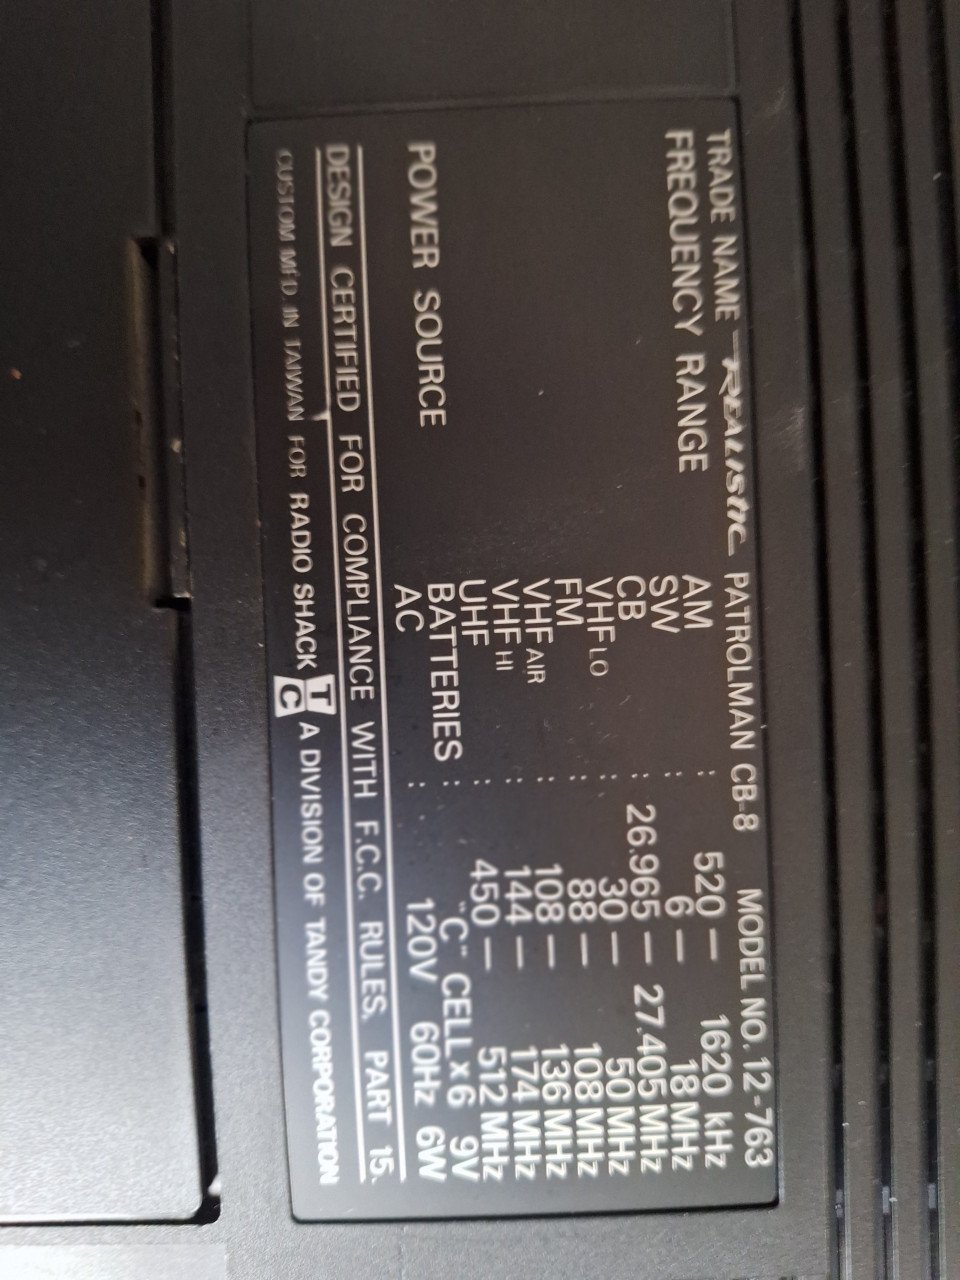 TRADE NAME REALISTIC PATROLMAN CB-8 MODEL NO. 12-763
FREQUENCY RANGE AM : 520 — 1620 kHz
SW : 6 — 18 MHz
CB : 26.965 — 27.405 MHz
VHF LO : 30 — 50 MHz
FM : 88 — 108 MHz
VHF AIR : 108 — 136 MHz
VHF HI : 144 — 174 MHz
UHF : 450 — 512 MHz
POWER SOURCE BATTERIES : "C" CELL x 6 9V
AC : 120V 60Hz 6W
DESIGN CERTIFIED FOR COMPLIANCE WITH F.C.C. RULES, PART 15.
CUSTOM MFD. IN TAIWAN FOR RADIO SHACK TC A DIVISION OF TANDY CORPORATION